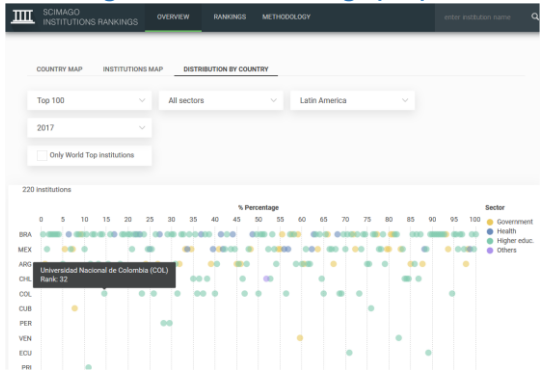 SCIMAGO
INSTITUTIONS RANKINGS
OVERVIEW RANKINGS METHODOLOGY
enter institution name
COUNTRY MAP INSTITUTIONS MAP DISTRIBUTION BY COUNTRY
Top 100 All sectors Latin America
2017
Only World Top institutions
220 institutions
% Percentage
Sector
0 5 10 15 20 25 30 35 40 45 50 55 60 65 70 75 80 85 90 95 100
Government
Health
Higher educ.
Others
BRA
MEX
ARG
Universidad Nacional de Colombia (COL)
Rank: 32
CHL
COL
CUB
PER
VEN
ECU
PRI